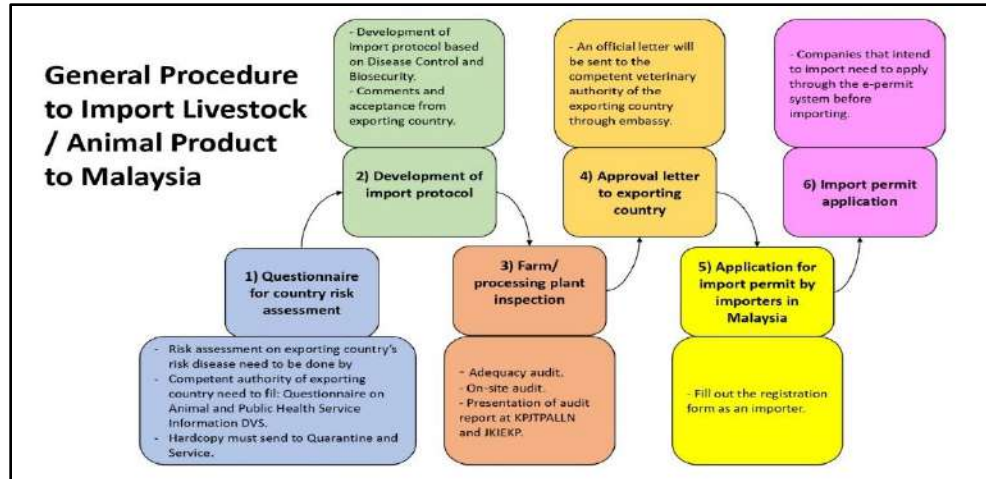 General Procedure
to Import Livestock
/ Animal Product
to Malaysia
1) Questionnaire
for country risk
assessment
- Risk assessment on exporting country's
risk disease need to be done by
- Competent authority of exporting
country need to fil: Questionnaire on
Animal and Public Health Service
Information DVS.
- Hardcopy must send to Quarantine and
Service.
- Development of
import protocol based
on Disease Control and
Biosecurity.
- Comments and
acceptance from
exporting country.
2) Development of
import protocol
3) Farm/
processing plant
inspection
- Adequacy audit.
- On-site audit.
- Presentation of audit
report at KPJTPALLN
and JKIEKP.
- An official letter will
be sent to the
competent veterinary
authority of the
exporting country
through embassy.
4) Approval letter
to exporting
country
5) Application for
import permit by
importers in
Malaysia
- Fill out the registration
form as an importer.
- Companies that intend
to import need to apply
through the e-permit
system before
importing.
6) Import permit
application